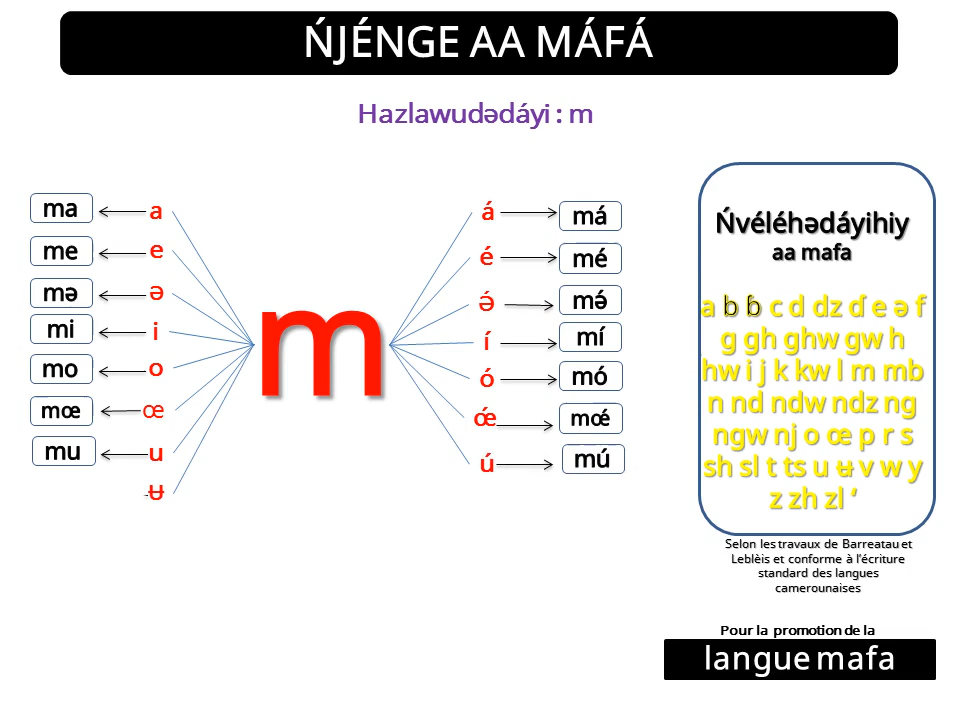 ŃJÉNGE AA MÁFÁ
Hazlawudədáyi : m
ma a
me e
mə ə
mi i
mo o
mœ œ
mu u
ʉ
m
á má
é mé
ə́ mə́
í mí
ó mó
œ́ mœ́
ú mú
Ńvéléhədáyihiy
aa mafa
a b ɓ c d dz ɗ e ə f
g gh ghw gw h
hw i j k kw l m mb
n nd ndw ndz ng
ngw nj o œ p r s
sh sl t ts u ʉ v w y
z zh zl ’
Selon les travaux de Barreatau et
Leblèis et conforme à l’écriture
standard des langues
camerounaises
Pour la promotion de la
langue mafa